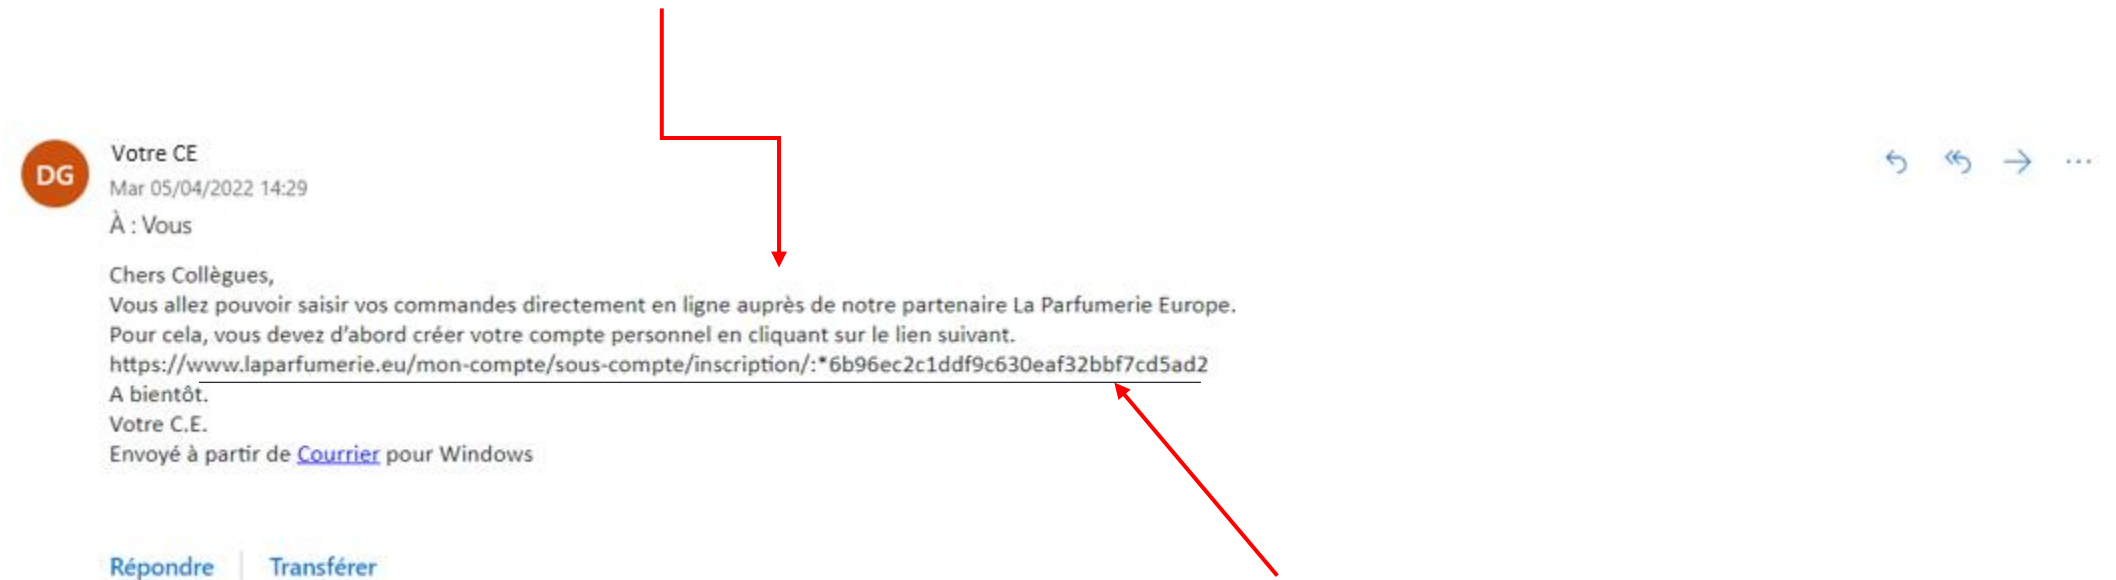 DG
Votre CE
Mar 05/04/2022 14:29
À : Vous
Chers Collègues,
Vous allez pouvoir saisir vos commandes directement en ligne auprès de notre partenaire La Parfumerie Europe.
Pour cela, vous devez d'abord créer votre compte personnel en cliquant sur le lien suivant.
https://www.laparfumerie.eu/mon-compte/sous-compte/inscription/:*6b96ec2c1ddf9c630eaf32bbf7cd5ad2
A bientôt.
Votre C.E.
Envoyé à partir de Courrier pour Windows
Répondre Transférer